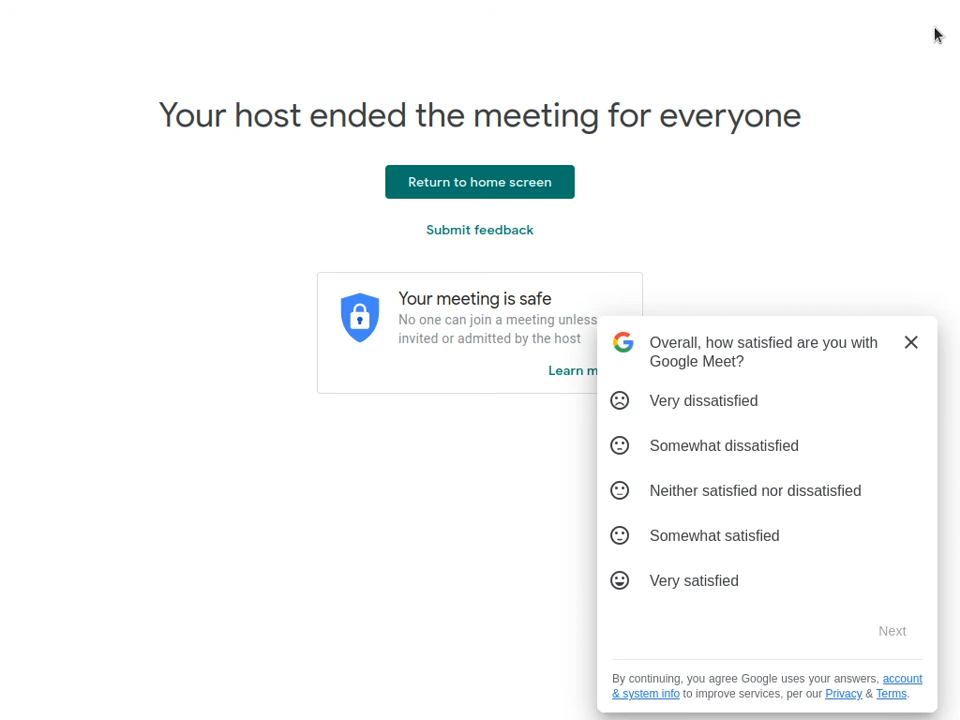 Your host ended the meeting for everyone
Return to home screen
Submit feedback
Your meeting is safe
No one can join a meeting unless
invited or admitted by the host
Learn m
Overall, how satisfied are you with
Google Meet?
Very dissatisfied
Somewhat dissatisfied
Neither satisfied nor dissatisfied
Somewhat satisfied
Very satisfied
Next
By continuing, you agree Google uses your answers, account
& system info to improve services, per our Privacy & Terms.